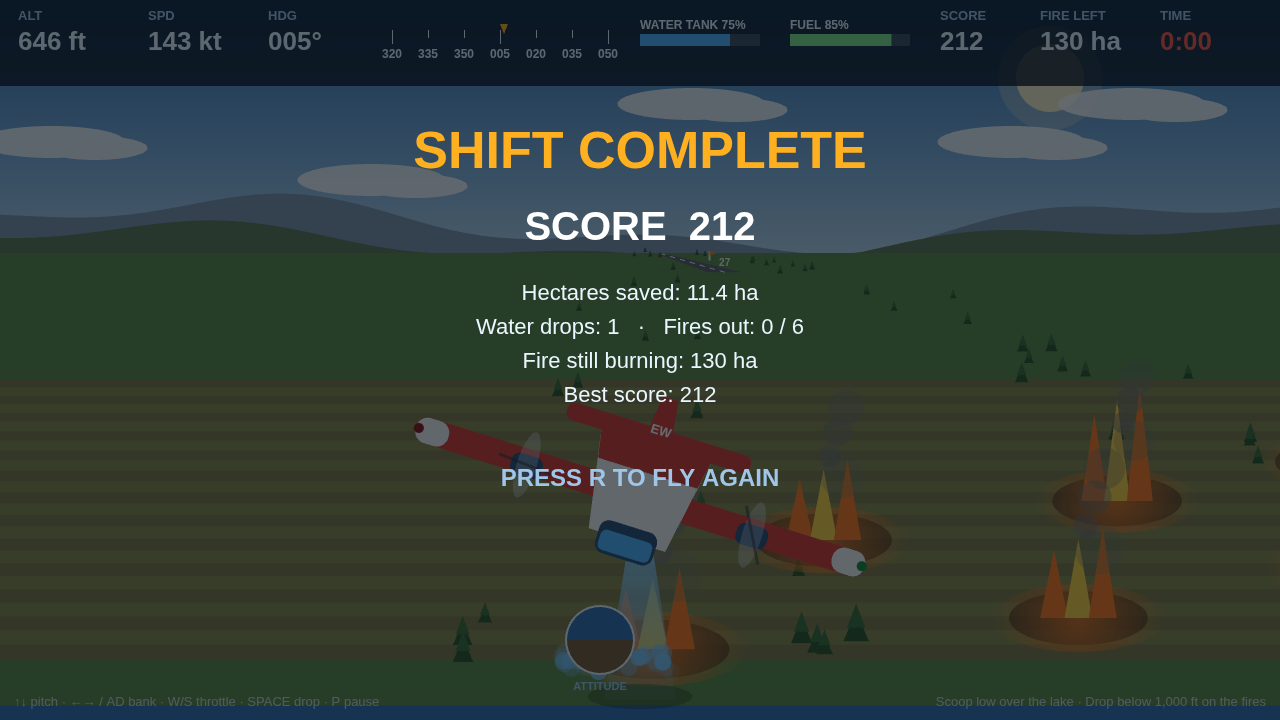 ALT SPD HDG WATER TANK 75% FUEL 85% SCORE FIRE LEFT TIME
646 ft 143 kt 005° 212 130 ha 0:00
320 335 350 005 020 035 050
SHIFT COMPLETE
SCORE 212
27
Hectares saved: 11.4 ha
Water drops: 1 · Fires out: 0 / 6
Fire still burning: 130 ha
Best score: 212
EW
PRESS R TO FLY AGAIN
ATTITUDE
↑↓ pitch · ←→ / AD bank · W/S throttle · SPACE drop · P pause
Scoop low over the lake · Drop below 1,000 ft on the fires